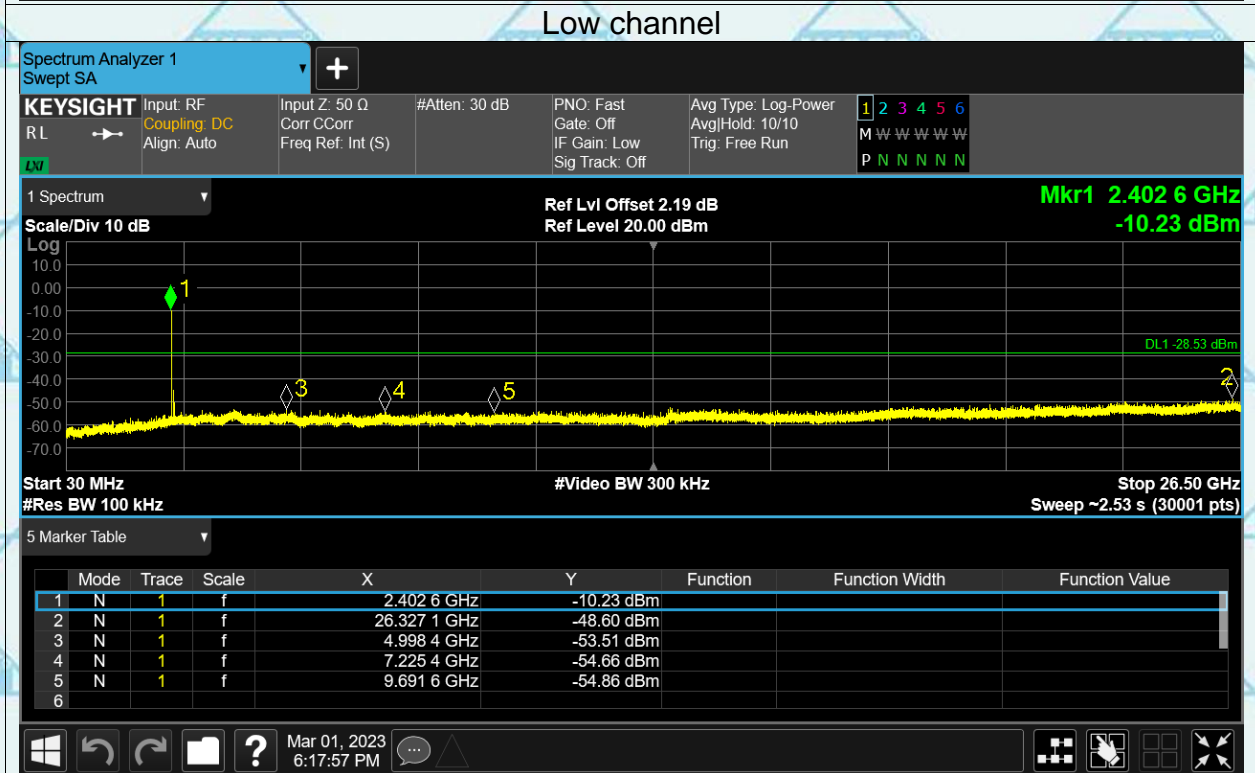 Low channel
Spectrum Analyzer 1
Swept SA
+
KEYSIGHT
RL
LXI
Input: RF
Coupling: DC
Align: Auto
Input Z: 50 Ω
Corr CCorr
Freq Ref: Int (S)
#Atten: 30 dB
PNO: Fast
Gate: Off
IF Gain: Low
Sig Track: Off
Avg Type: Log-Power
Avg|Hold: 10/10
Trig: Free Run
1 2 3 4 5 6
M W W W W W
P N N N N N
1 Spectrum
Scale/Div 10 dB
Ref Lvl Offset 2.19 dB
Ref Level 20.00 dBm
Mkr1 2.402 6 GHz
-10.23 dBm
Log
10.0
0.00
-10.0
-20.0
-30.0
-40.0
-50.0
-60.0
-70.0
1
DL1 -28.53 dBm
3
4
5
2
Start 30 MHz
#Video BW 300 kHz
Stop 26.50 GHz
#Res BW 100 kHz
Sweep ~2.53 s (30001 pts)
5 Marker Table
Mode Trace Scale X Y Function Function Width Function Value
1 N 1 f 2.402 6 GHz -10.23 dBm
2 N 1 f 26.327 1 GHz -48.60 dBm
3 N 1 f 4.998 4 GHz -53.51 dBm
4 N 1 f 7.225 4 GHz -54.66 dBm
5 N 1 f 9.691 6 GHz -54.86 dBm
6
?
Mar 01, 2023
6:17:57 PM